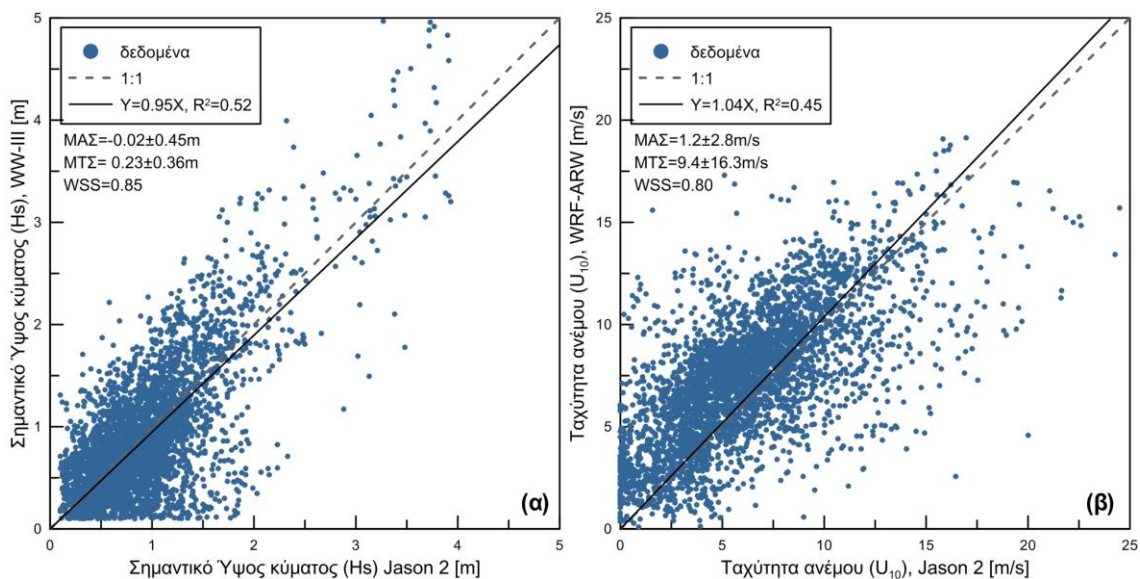 5
4
3
2
1
0
Σημαντικό Ύψος κύματος (Hs), WW-III [m]
δεδομένα
1:1
Y=0.95X, R²=0.52
ΜΑΣ=-0.02±0.45m
ΜΤΣ= 0.23±0.36m
WSS=0.85
(α)
0 1 2 3 4 5
Σημαντικό Ύψος κύματος (Hs) Jason 2 [m]
25
20
15
10
5
0
Ταχύτητα ανέμου (U₁₀), WRF-ARW [m/s]
δεδομένα
1:1
Y=1.04X, R²=0.45
ΜΑΣ=1.2±2.8m/s
ΜΤΣ=9.4±16.3m/s
WSS=0.80
(β)
0 5 10 15 20 25
Ταχύτητα ανέμου (U₁₀), Jason 2 [m/s]